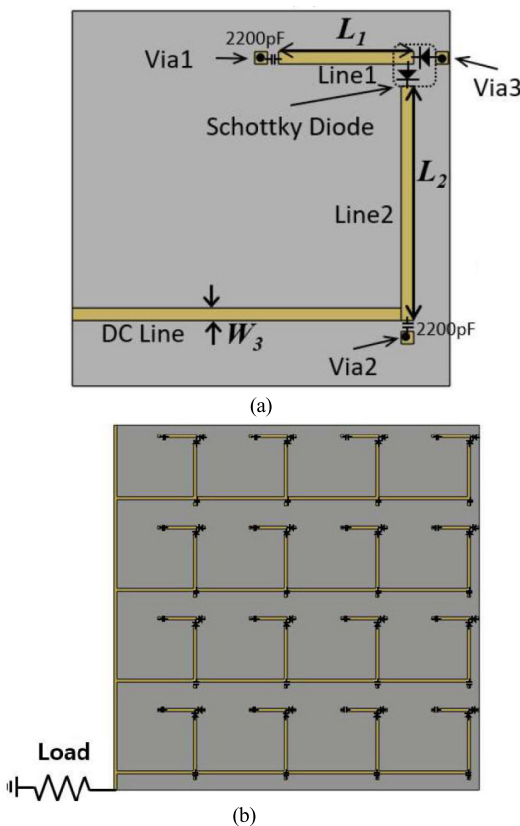 2200pF L1
Via1
Line1
Via3
Schottky Diode
L2
Line2
DC Line W3 2200pF
Via2
(a)
Load
(b)